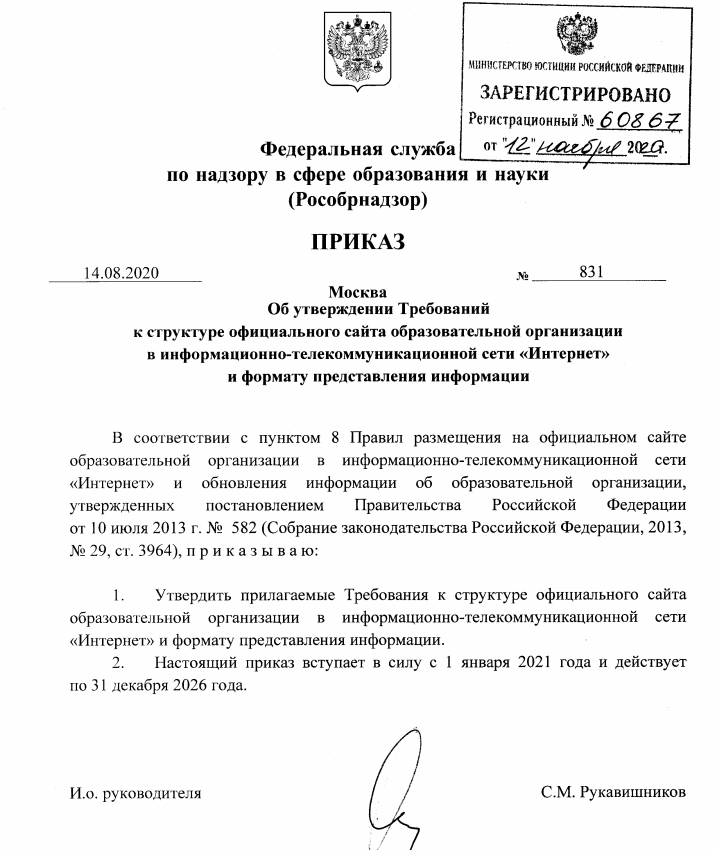 МИНИСТЕРСТВО ЮСТИЦИИ РОССИЙСКОЙ ФЕДЕРАЦИИ
ЗАРЕГИСТРИРОВАНО
Регистрационный № 60867
от "12" ноября 2020г.
Федеральная служба
по надзору в сфере образования и науки
(Рособрнадзор)
ПРИКАЗ
14.08.2020 № 831
Москва
Об утверждении Требований
к структуре официального сайта образовательной организации
в информационно-телекоммуникационной сети «Интернет»
и формату представления информации
В соответствии с пунктом 8 Правил размещения на официальном сайте
образовательной организации в информационно-телекоммуникационной сети
«Интернет» и обновления информации об образовательной организации,
утвержденных постановлением Правительства Российской Федерации
от 10 июля 2013 г. № 582 (Собрание законодательства Российской Федерации, 2013,
№ 29, ст. 3964), п р и к а з ы в а ю:
1. Утвердить прилагаемые Требования к структуре официального сайта
образовательной организации в информационно-телекоммуникационной сети
«Интернет» и формату представления информации.
2. Настоящий приказ вступает в силу с 1 января 2021 года и действует
по 31 декабря 2026 года.
И.о. руководителя С.М. Рукавишников